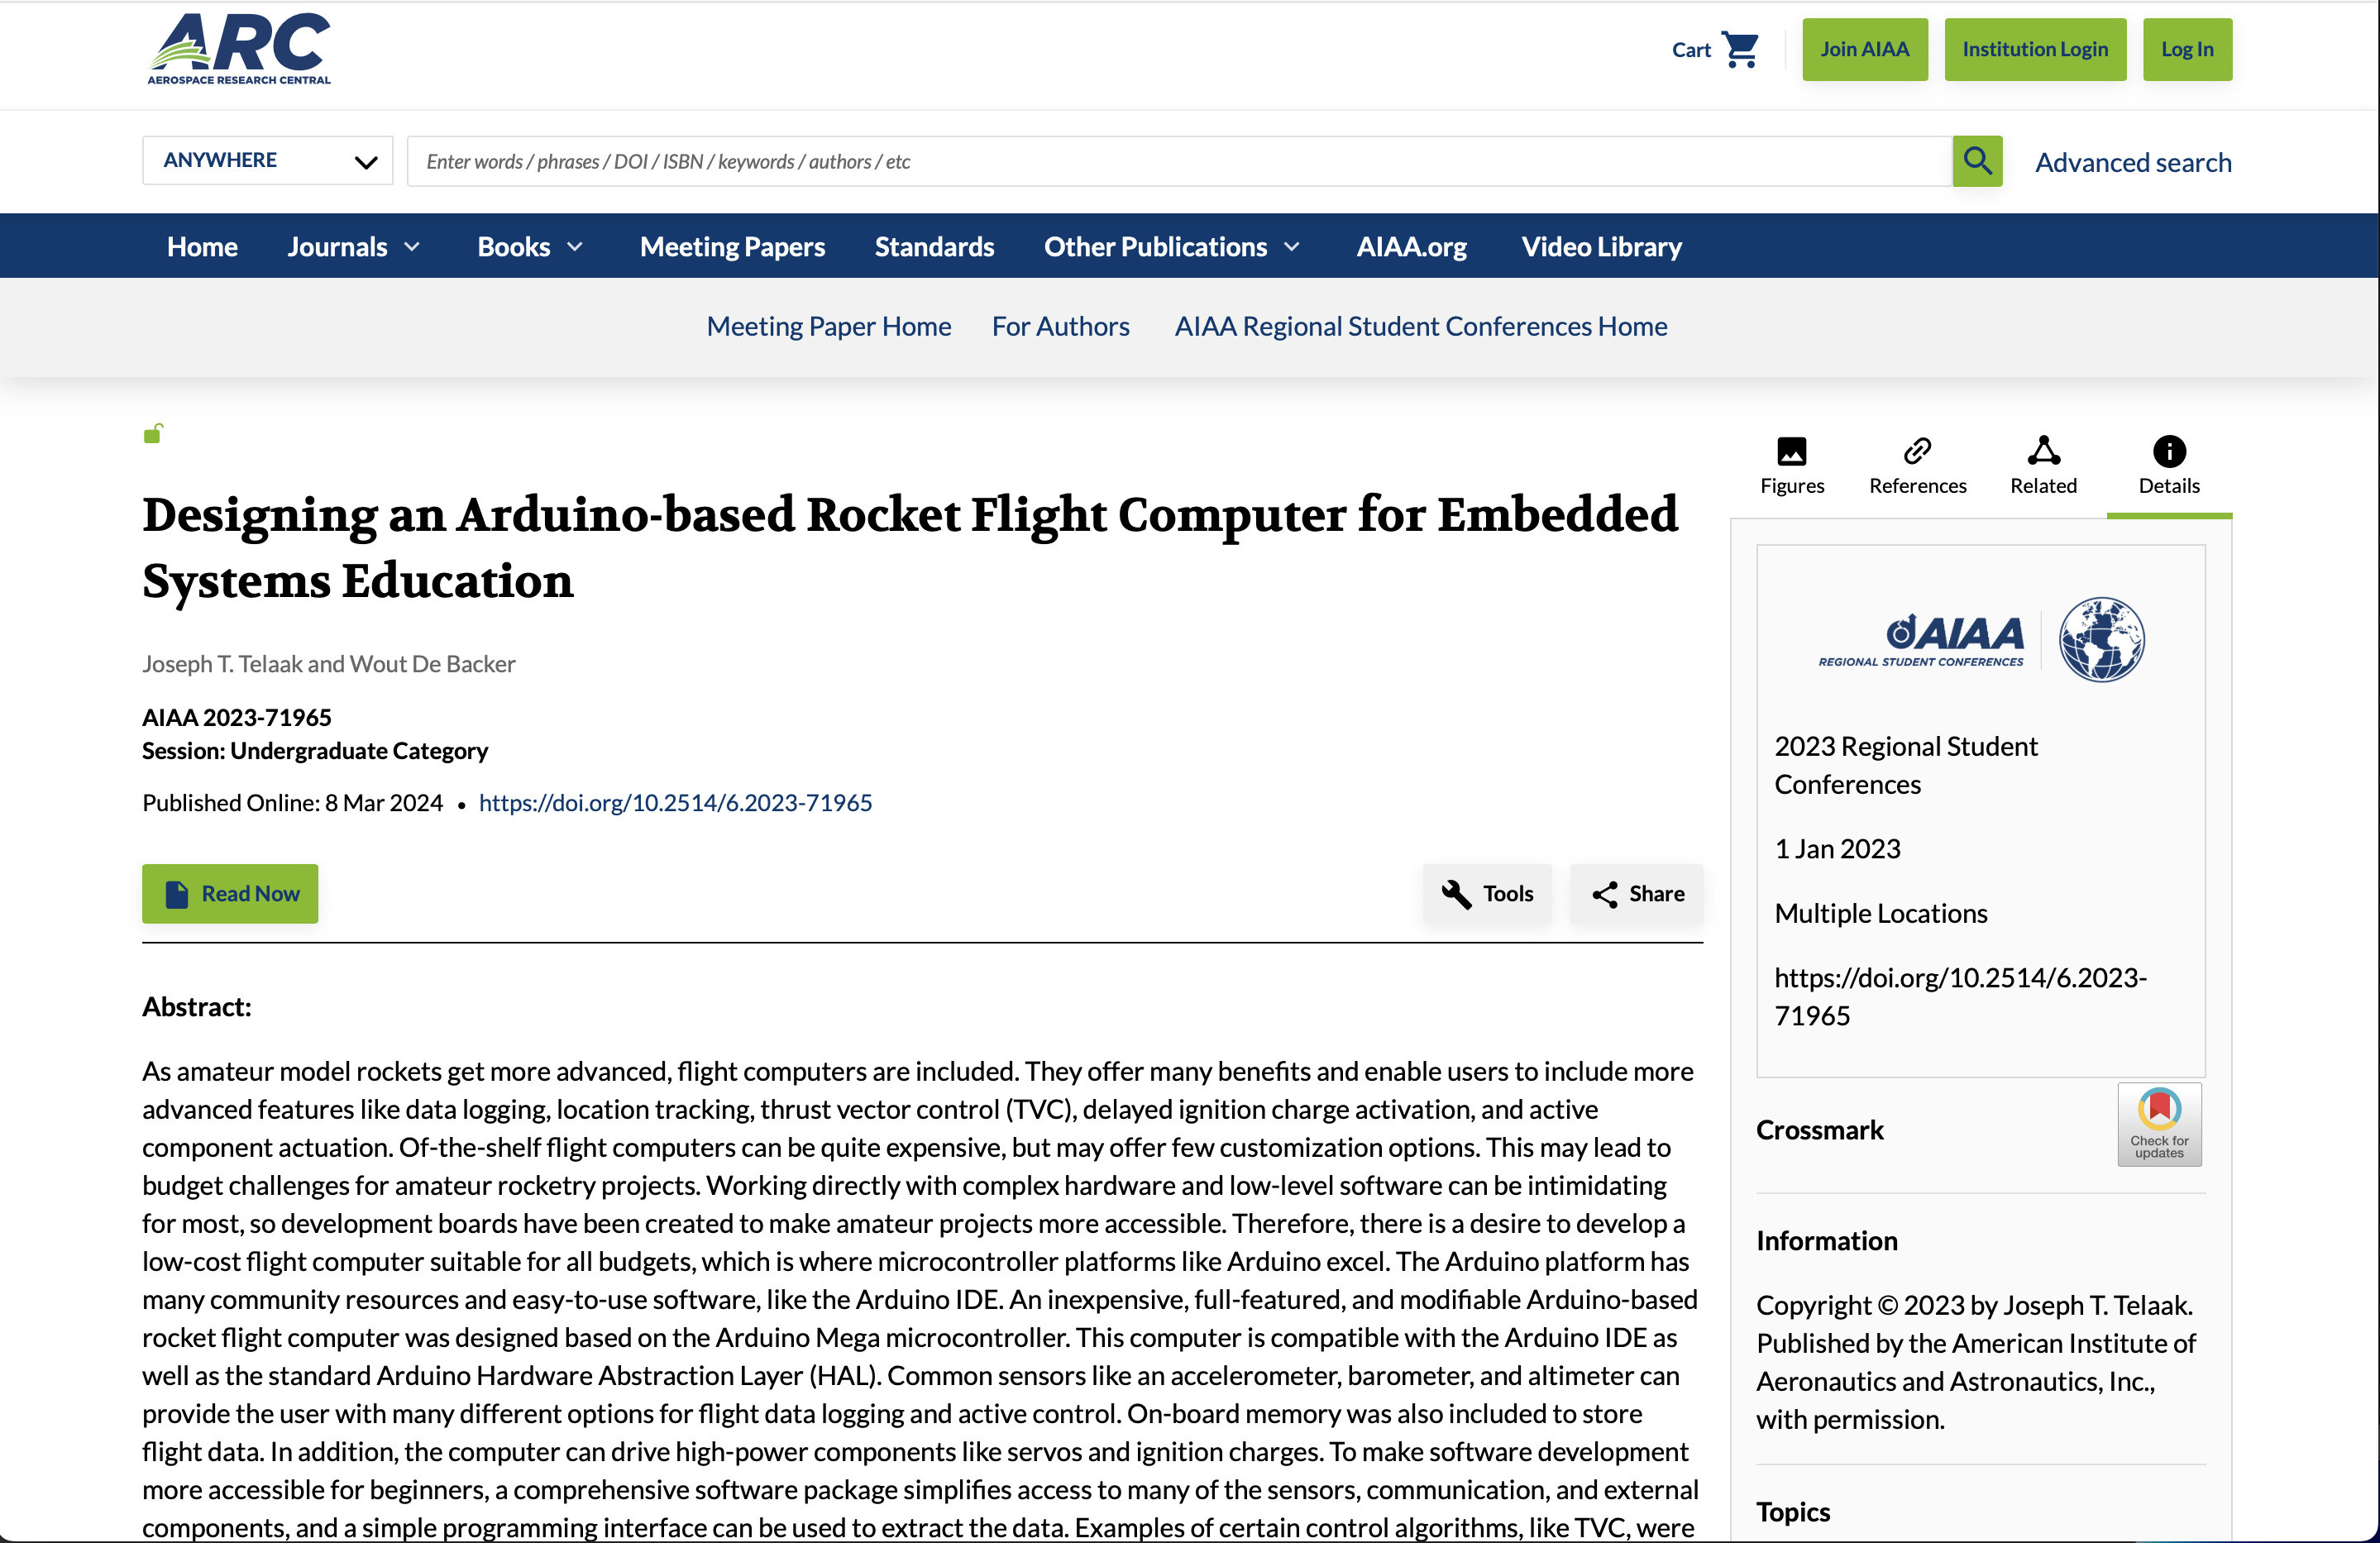 ARC
AEROSPACE RESEARCH CENTRAL
Cart
Join AIAA
Institution Login
Log In
ANYWHERE
Enter words / phrases / DOI / ISBN / keywords / authors / etc
Advanced search
Home
Journals
Books
Meeting Papers
Standards
Other Publications
AIAA.org
Video Library
Meeting Paper Home
For Authors
AIAA Regional Student Conferences Home
Designing an Arduino-based Rocket Flight Computer for Embedded
Systems Education
Joseph T. Telaak and Wout De Backer
AIAA 2023-71965
Session: Undergraduate Category
Published Online: 8 Mar 2024 • https://doi.org/10.2514/6.2023-71965
Read Now
Tools
Share
Abstract:
As amateur model rockets get more advanced, flight computers are included. They offer many benefits and enable users to include more
advanced features like data logging, location tracking, thrust vector control (TVC), delayed ignition charge activation, and active
component actuation. Of-the-shelf flight computers can be quite expensive, but may offer few customization options. This may lead to
budget challenges for amateur rocketry projects. Working directly with complex hardware and low-level software can be intimidating
for most, so development boards have been created to make amateur projects more accessible. Therefore, there is a desire to develop a
low-cost flight computer suitable for all budgets, which is where microcontroller platforms like Arduino excel. The Arduino platform has
many community resources and easy-to-use software, like the Arduino IDE. An inexpensive, full-featured, and modifiable Arduino-based
rocket flight computer was designed based on the Arduino Mega microcontroller. This computer is compatible with the Arduino IDE as
well as the standard Arduino Hardware Abstraction Layer (HAL). Common sensors like an accelerometer, barometer, and altimeter can
provide the user with many different options for flight data logging and active control. On-board memory was also included to store
flight data. In addition, the computer can drive high-power components like servos and ignition charges. To make software development
more accessible for beginners, a comprehensive software package simplifies access to many of the sensors, communication, and external
components, and a simple programming interface can be used to extract the data. Examples of certain control algorithms, like TVC, were
Figures
References
Related
Details
AIAA
REGIONAL STUDENT CONFERENCES
2023 Regional Student
Conferences
1 Jan 2023
Multiple Locations
https://doi.org/10.2514/6.2023-
71965
Crossmark
Check for
updates
Information
Copyright © 2023 by Joseph T. Telaak.
Published by the American Institute of
Aeronautics and Astronautics, Inc.,
with permission.
Topics